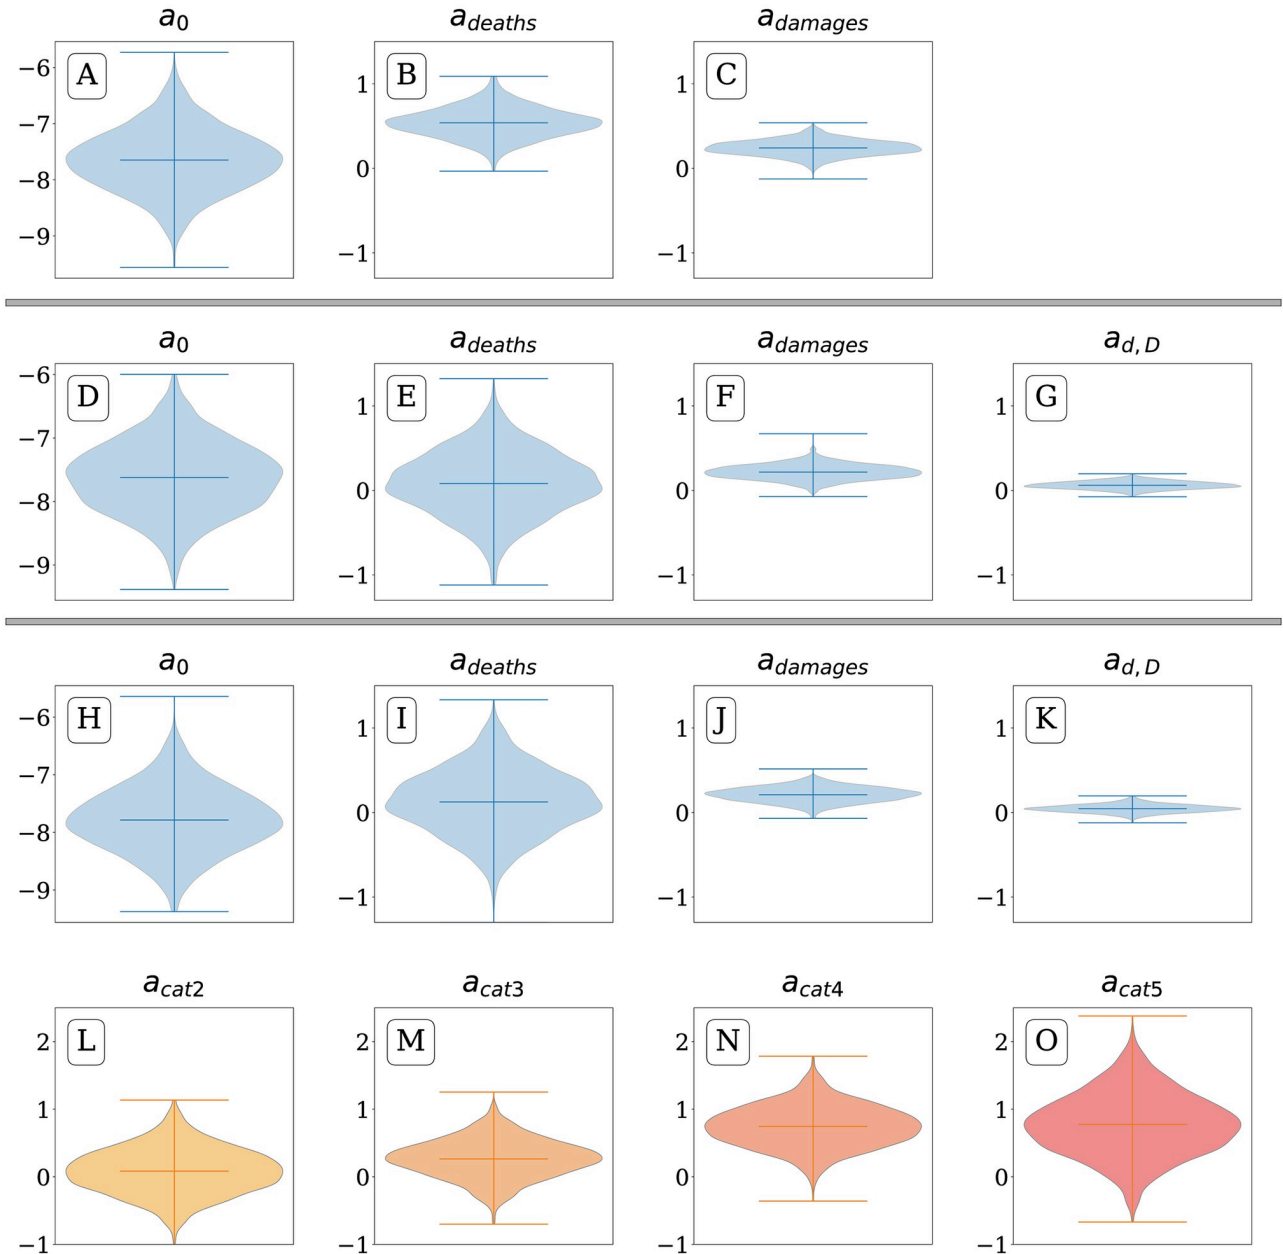 a0 adeaths adamages
A B C
−6 −7 −8 −9
1 0 −1
1 0 −1
a0 adeaths adamages ad, D
D E F G
−6 −7 −8 −9
1 0 −1
1 0 −1
1 0 −1
a0 adeaths adamages ad, D
H I J K
−6 −7 −8 −9
1 0 −1
1 0 −1
1 0 −1
acat2 acat3 acat4 acat5
L M N O
2 1 0 −1
2 1 0 −1
2 1 0 −1
2 1 0 −1